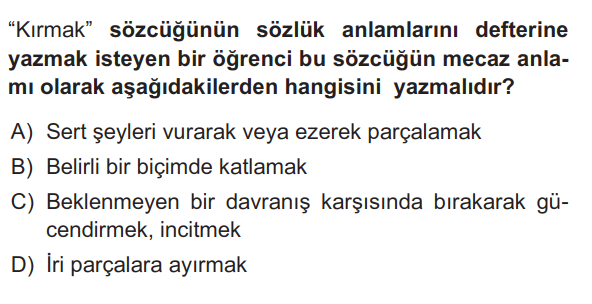 “Kırmak” sözcüğünün sözlük anlamlarını defterine
yazmak isteyen bir öğrenci bu sözcüğün mecaz anla-
mı olarak aşağıdakilerden hangisini yazmalıdır?
A) Sert şeyleri vurarak veya ezerek parçalamak
B) Belirli bir biçimde katlamak
C) Beklenmeyen bir davranış karşısında bırakarak gü-
cendirmek, incitmek
D) İri parçalara ayırmak